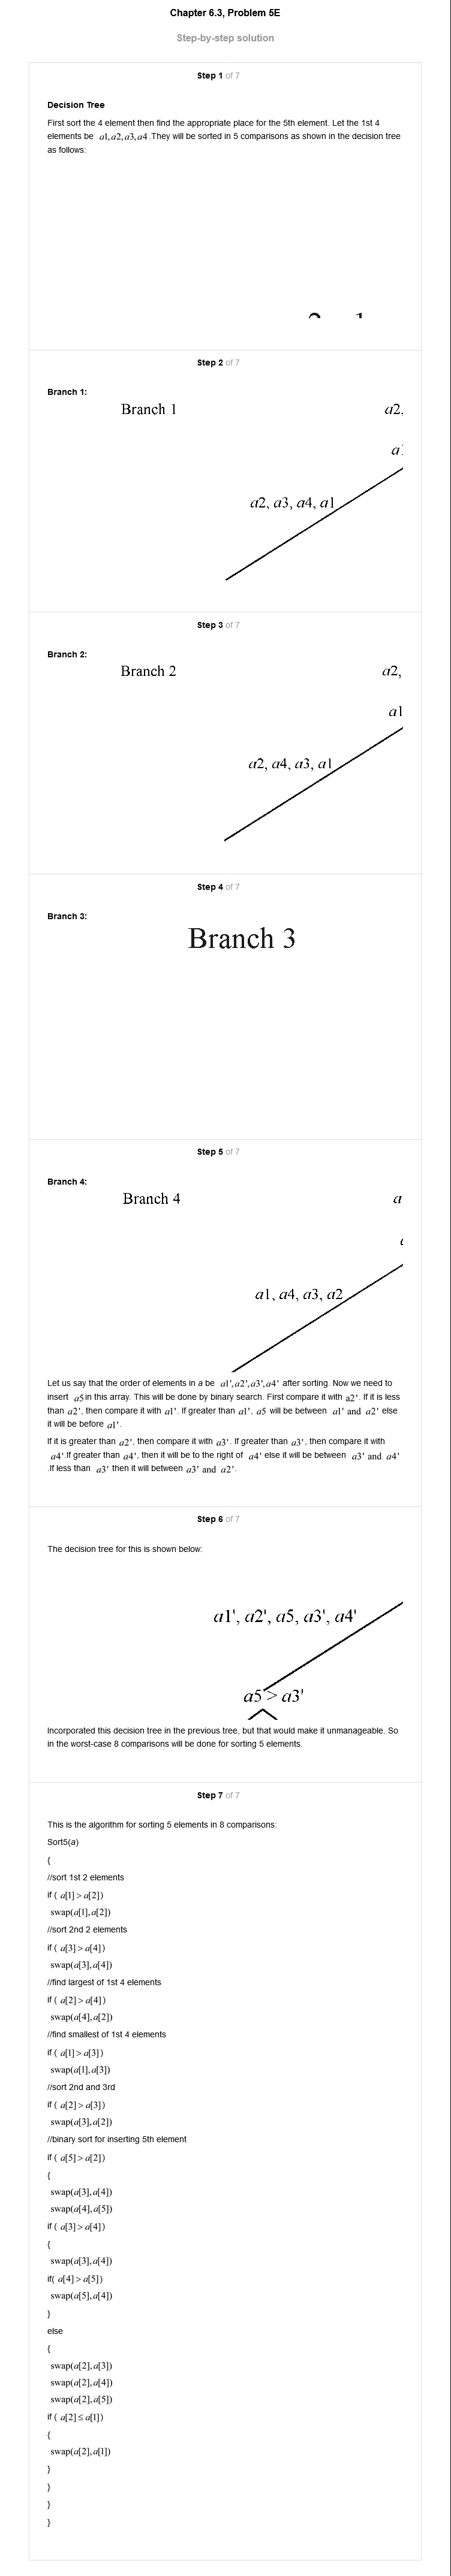 Chapter 6.3, Problem 5E
Step-by-step solution
Step 1 of 7
Decision Tree
First sort the 4 element then find the appropriate place for the 5th element. Let the 1st 4
elements be a1,a2,a3,a4 .They will be sorted in 5 comparisons as shown in the decision tree
as follows:
Step 2 of 7
Branch 1:
Branch 1
a2,
a2, a3, a4, a1
Step 3 of 7
Branch 2:
Branch 2
a2,
a1
a2, a4, a3, a1
Step 4 of 7
Branch 3:
Branch 3
Step 5 of 7
Branch 4:
Branch 4
a
a1, a4, a3, a2
Let us say that the order of elements in a be a1',a2',a3',a4' after sorting. Now we need to
insert a5 in this array. This will be done by binary search. First compare it with a2'. If it is less
than a2', then compare it with a1'. If greater than a1', a5 will be between a1' and a2' else
it will be before a1'.
If it is greater than a2', then compare it with a3'. If greater than a3', then compare with
a4'.If greater than a4', then it will be to the right of a4' else it will be between a3' and a4'
.If less than a3' then it will between a3' and a2'.
Step 6 of 7
The decision tree for this is shown below:
a1', a2', a5, a3', a4'
a5 > a3'
Incorporated this decision tree in the previous tree, but that would make it unmanageable. So
in the worst-case 8 comparisons will be done for sorting 5 elements.
Step 7 of 7
This is the algorithm for sorting 5 elements in 8 comparisons:
Sort5(a)
{
//sort 1st 2 elements
if ( a[1] > a[2])
swap(a[1],a[2])
//sort 2nd 2 elements
if ( a[3] > a[4])
swap(a[3],a[4])
//find largest of 1st 4 elements
if ( a[2] > a[4])
swap(a[4],a[2])
//find smallest of 1st 4 elements
if ( a[1] > a[3])
swap(a[1],a[3])
//sort 2nd and 3rd
if ( a[2] > a[3])
swap(a[3],a[2])
//binary sort for inserting 5th element
if ( a[5] > a[2])
{
swap(a[3],a[4])
swap(a[4],a[5])
if ( a[3] > a[4])
{
swap(a[3],a[4])
if( a[4] > a[5])
swap(a[5],a[4])
}
else
{
swap(a[2],a[3])
swap(a[2],a[4])
swap(a[2],a[5])
if ( a[2] ≤ a[1])
{
swap(a[2],a[1])
}
}
}
}